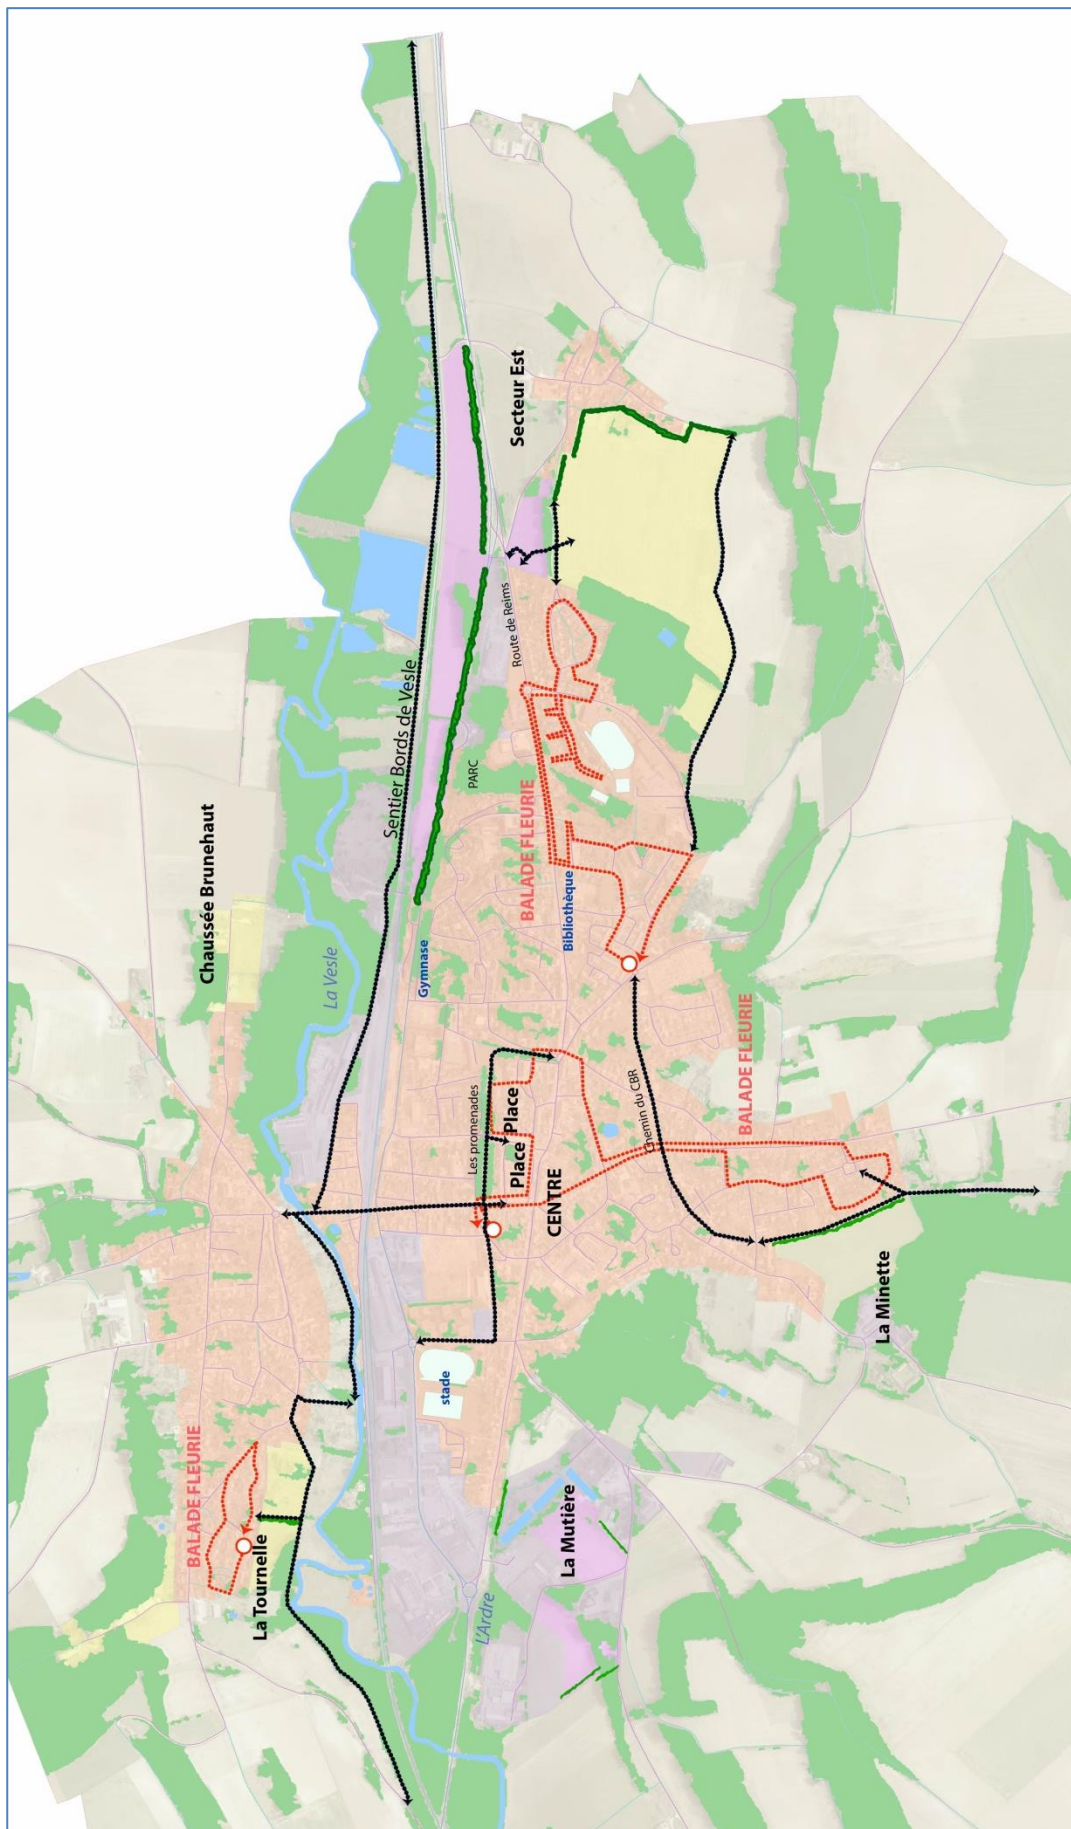 BALADE FLEURIE
Chaussée Brunehaut
La Tournelle
La Vesle
Sentier Bords de Vesle
Gymnase
stade
Les promenades
PARC
L'Ardre
Place
Place
Secteur Est
Route de Reims
BALADE FLEURIE
CENTRE
La Mutière
Bibliothèque
Chemin du CBR
BALADE FLEURIE
La Minette